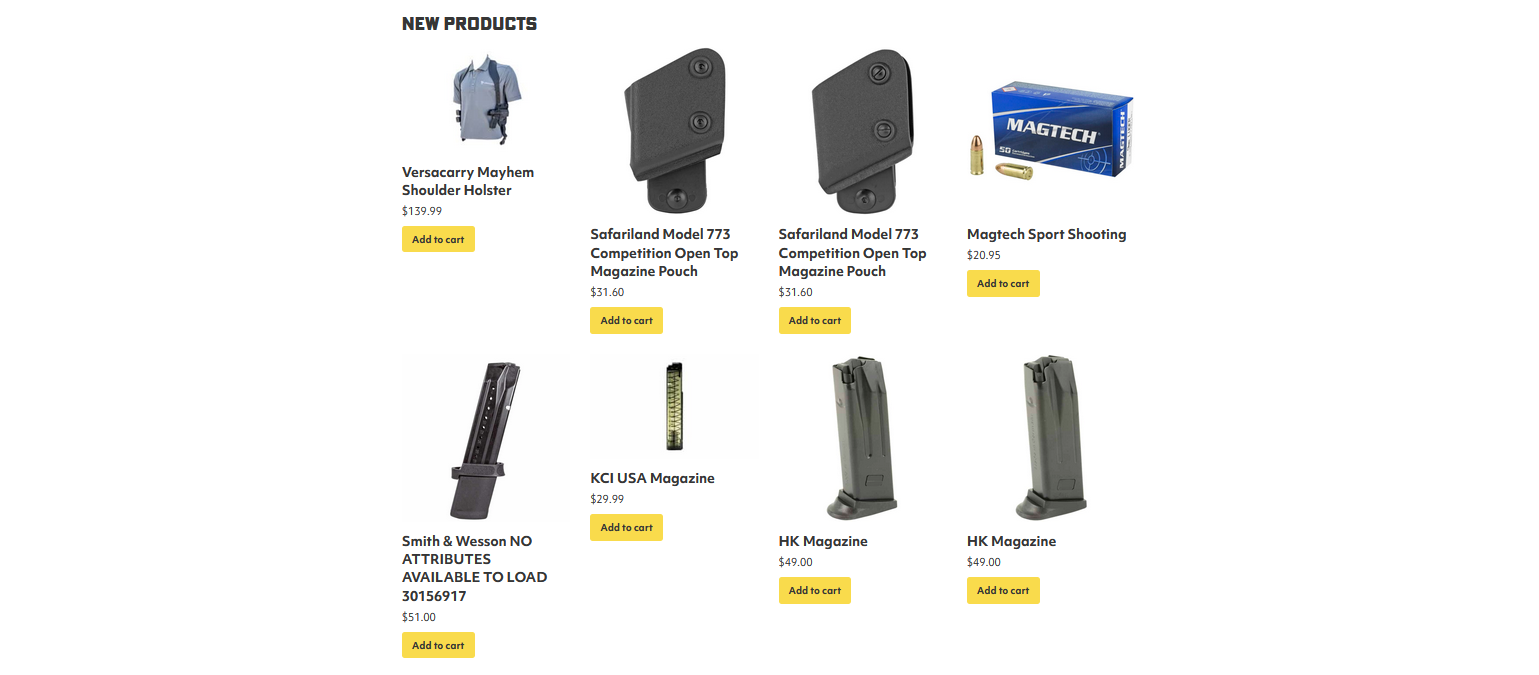 NEW PRODUCTS
Versacarry Mayhem
Shoulder Holster
$139.99
Add to cart
Safariland Model 773
Competition Open Top
Magazine Pouch
$31.60
Add to cart
Safariland Model 773
Competition Open Top
Magazine Pouch
$31.60
Add to cart
MAGTECH
50 Cartridges
MAGTECH
Magtech Sport Shooting
$20.95
Add to cart
Smith & Wesson NO
ATTRIBUTES
AVAILABLE TO LOAD
30156917
$51.00
Add to cart
KCI USA Magazine
$29.99
Add to cart
HK Magazine
$49.00
Add to cart
HK Magazine
$49.00
Add to cart